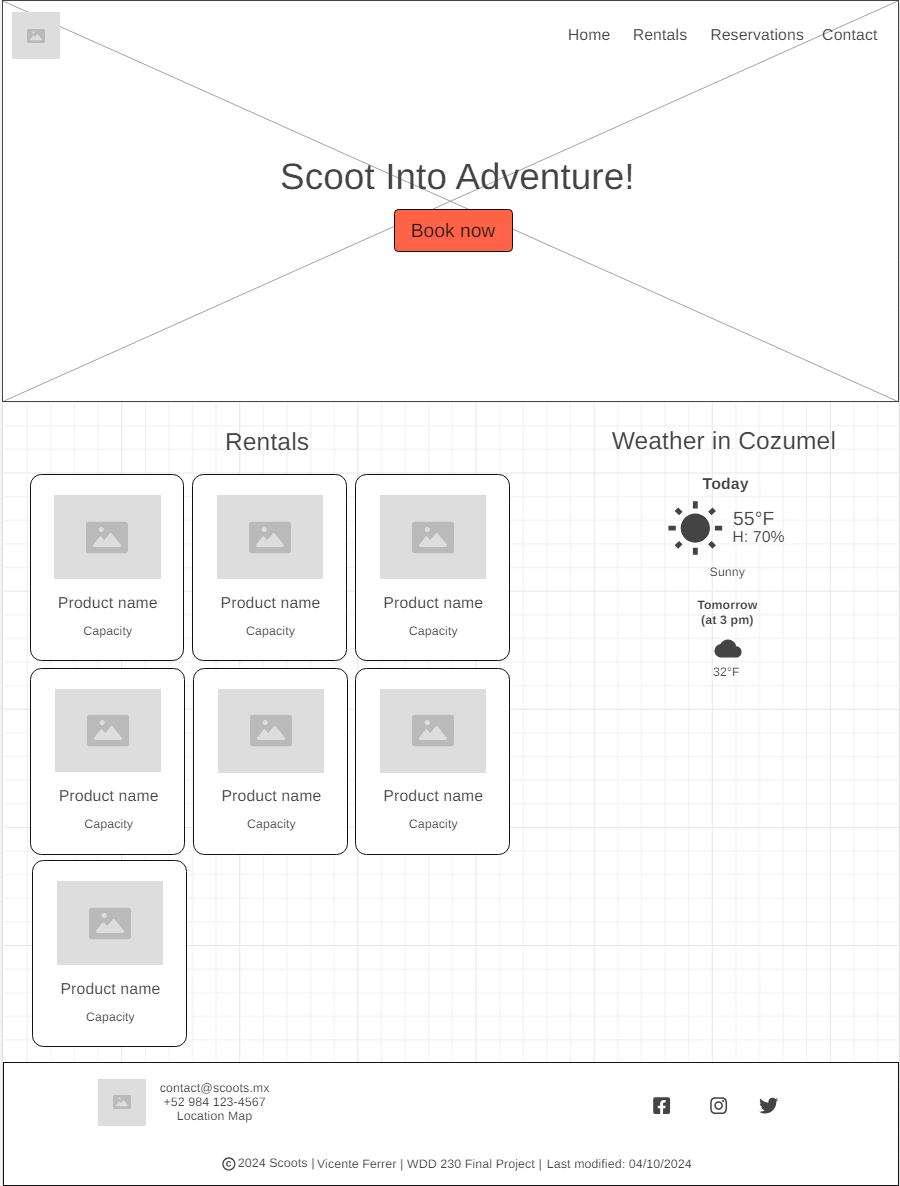 Home Rentals Reservations Contact
Scoot Into Adventure!
Book now
Rentals
Product name
Capacity
Product name
Capacity
Product name
Capacity
Product name
Capacity
Product name
Capacity
Product name
Capacity
Product name
Capacity
Weather in Cozumel
Today
55°F
H: 70%
Sunny
Tomorrow
(at 3 pm)
32°F
contact@scoots.mx
+52 984 123-4567
Location Map
© 2024 Scoots | Vicente Ferrer | WDD 230 Final Project | Last modified: 04/10/2024